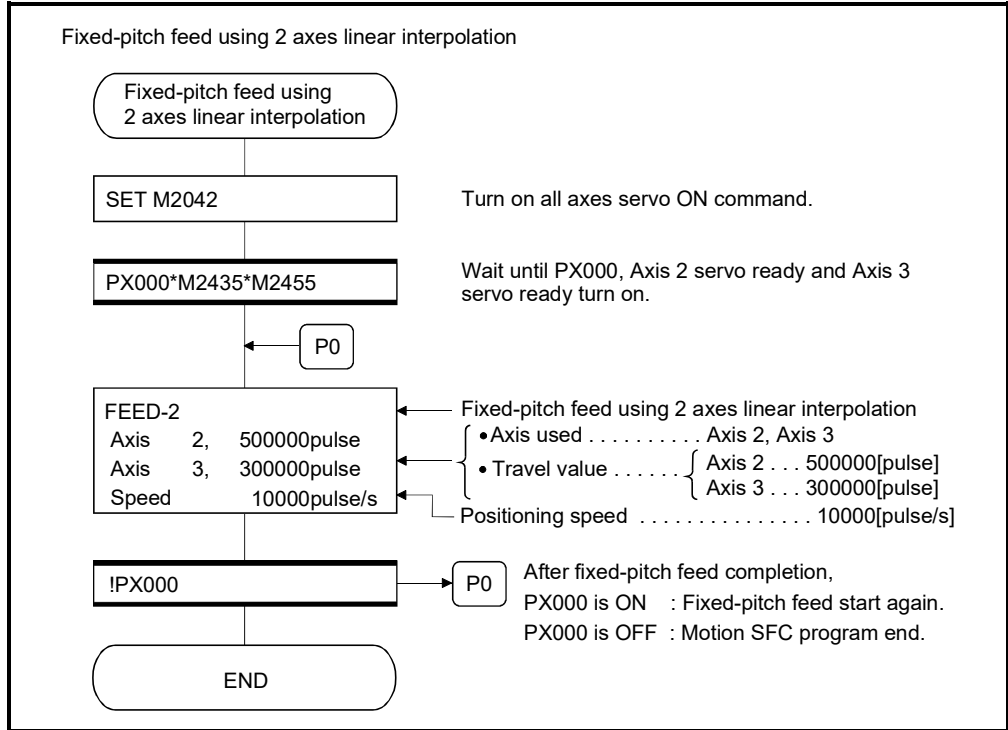 Fixed-pitch feed using 2 axes linear interpolation
Fixed-pitch feed using
2 axes linear interpolation
SET M2042
Turn on all axes servo ON command.
PX000*M2435*M2455
Wait until PX000, Axis 2 servo ready and Axis 3
servo ready turn on.
P0
FEED-2
Axis 2, 500000pulse
Axis 3, 300000pulse
Speed 10000pulse/s
Fixed-pitch feed using 2 axes linear interpolation
• Axis used . . . . . . . . . . Axis 2, Axis 3
• Travel value . . . . . . Axis 2 . . . 500000[pulse]
Axis 3 . . . 300000[pulse]
Positioning speed . . . . . . . . . . . . . . . 10000[pulse/s]
!PX000
P0
After fixed-pitch feed completion,
PX000 is ON : Fixed-pitch feed start again.
PX000 is OFF : Motion SFC program end.
END